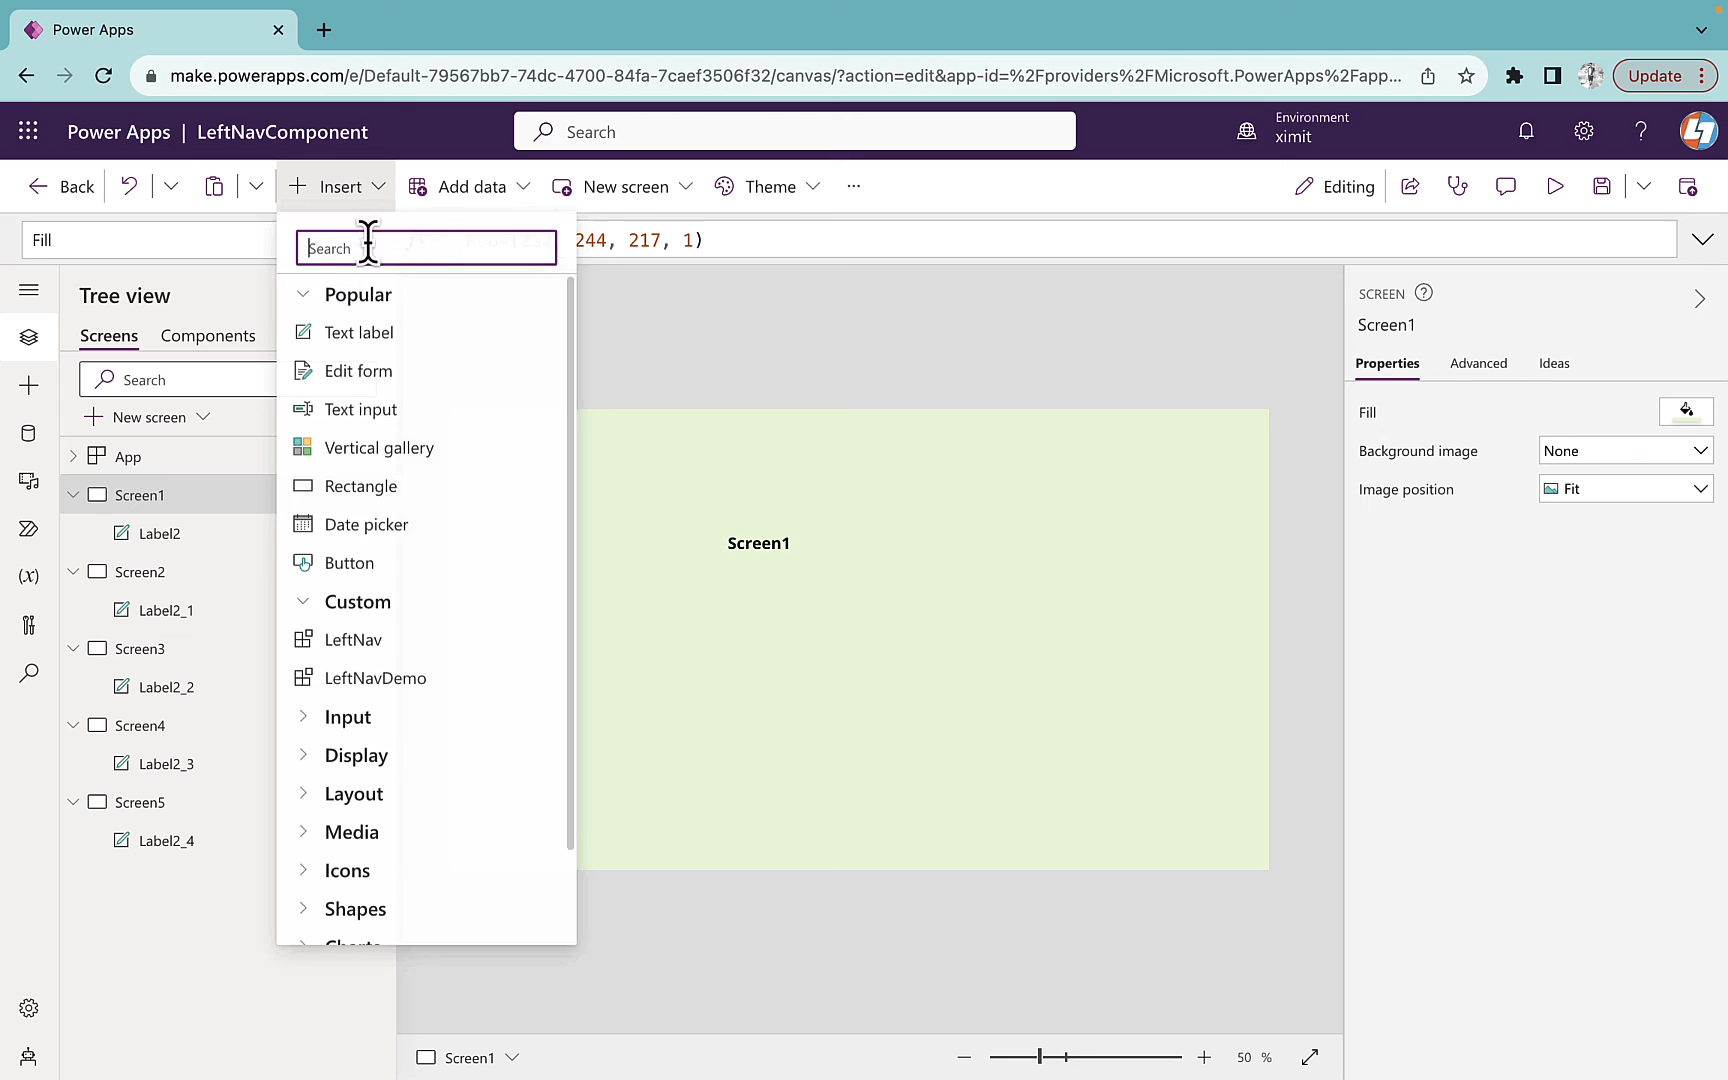 Power Apps
make.powerapps.com/e/Default-79567bb7-74dc-4700-84fa-7caef3506f32/canvas/?action=edit&app-id=%2Fproviders%2FMicrosoft.PowerApps%2Fapp...
Update
Power Apps | LeftNavComponent
Search
Environment
ximit
Back
Insert
Add data
New screen
Theme
Editing
Fill
244, 217, 1)
Search
Popular
Text label
Edit form
Text input
Vertical gallery
Rectangle
Date picker
Button
Custom
LeftNav
LeftNavDemo
Input
Display
Layout
Media
Icons
Shapes
Charts
Tree view
Screens
Components
Search
New screen
App
Screen1
Label2
Screen2
Label2_1
Screen3
Label2_2
Screen4
Label2_3
Screen5
Label2_4
Screen1
SCREEN
Screen1
Properties
Advanced
Ideas
Fill
Background image
None
Image position
Fit
Screen1
50 %